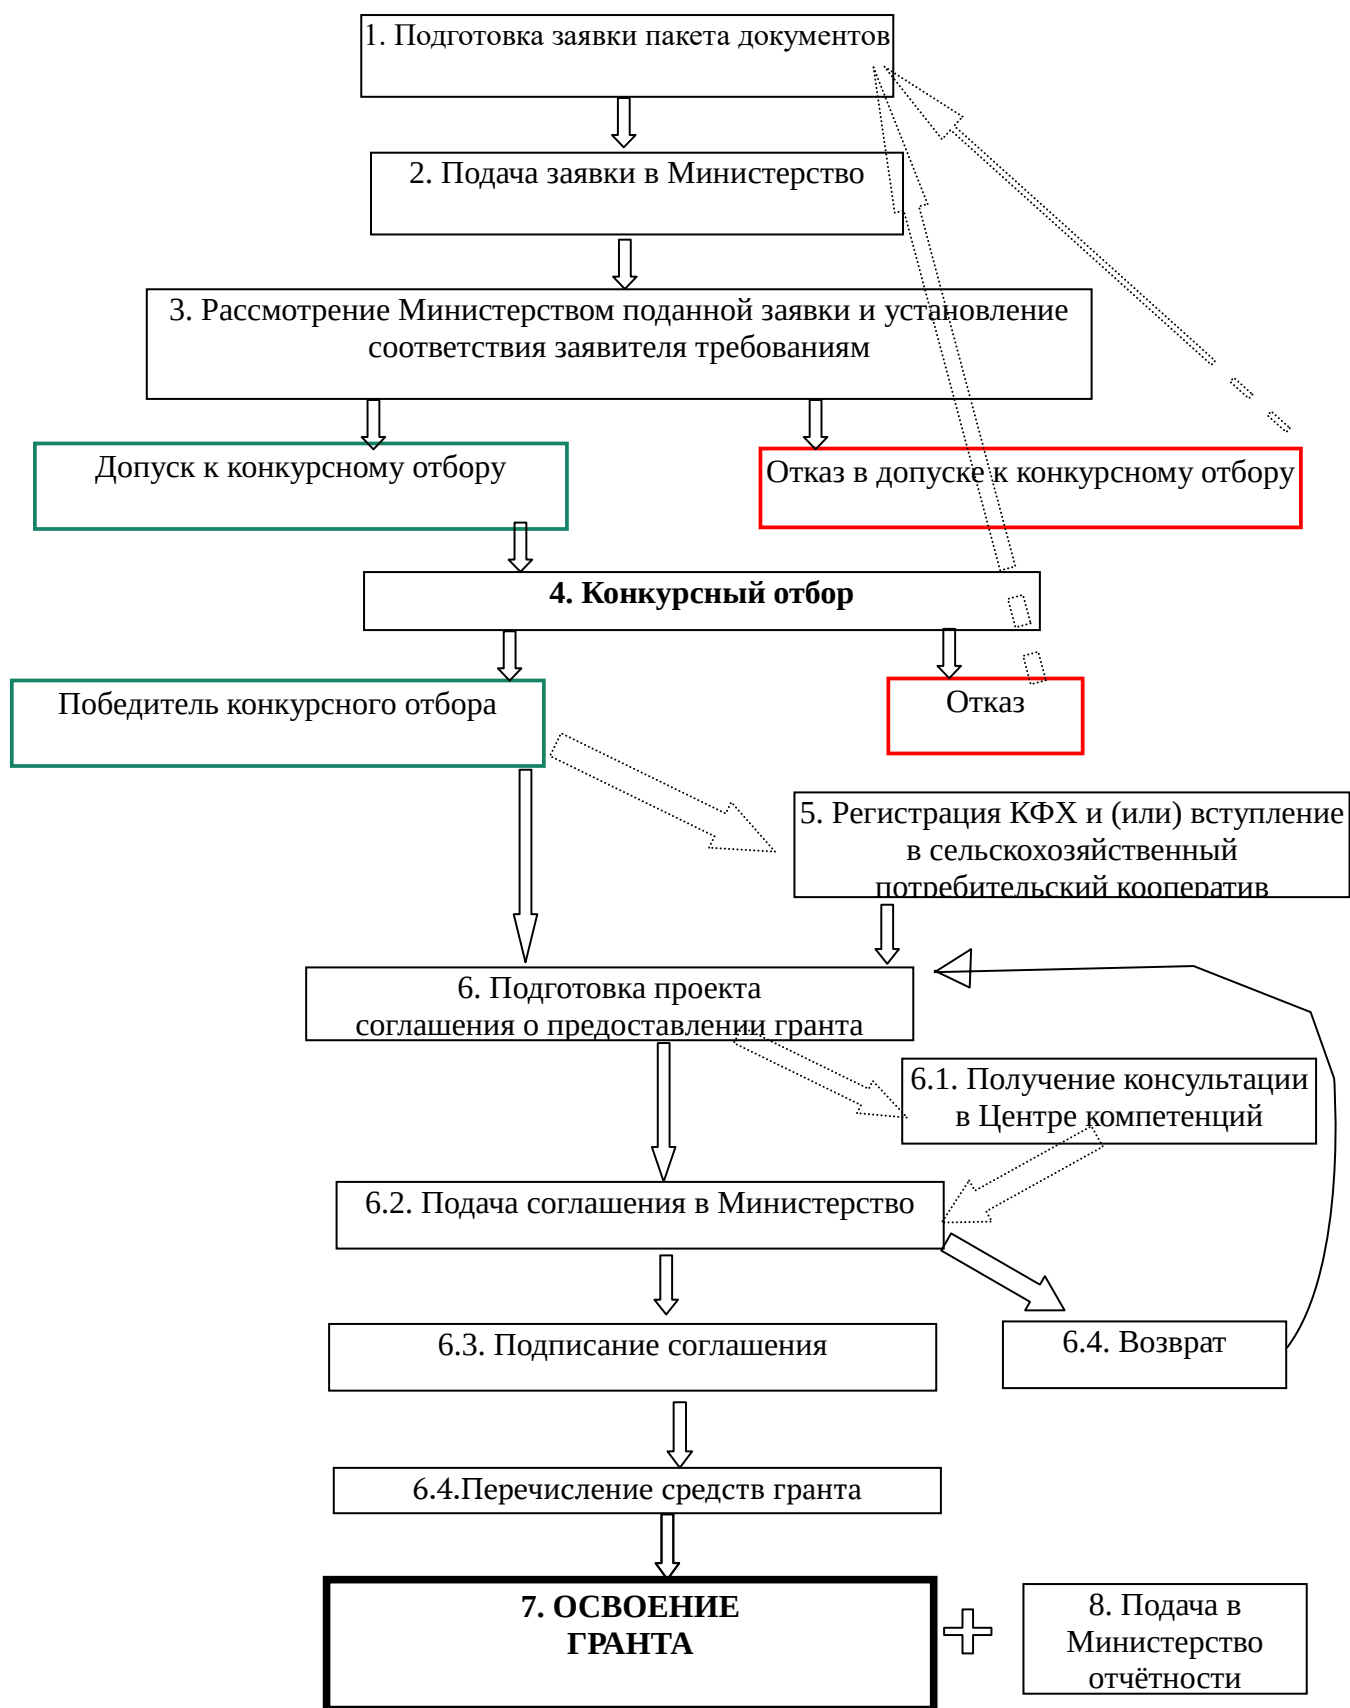 1. Подготовка заявки пакета документов
2. Подача заявки в Министерство
3. Рассмотрение Министерством поданной заявки и установление
соответствия заявителя требованиям
Допуск к конкурсному отбору
Отказ в допуске к конкурсному отбору
4. Конкурсный отбор
Победитель конкурсного отбора
Отказ
5. Регистрация КФХ и (или) вступление
в сельскохозяйственный
потребительский кооператив
6. Подготовка проекта
соглашения о предоставлении гранта
6.1. Получение консультации
в Центре компетенций
6.2. Подача соглашения в Министерство
6.3. Подписание соглашения
6.4. Возврат
6.4.Перечисление средств гранта
7. ОСВОЕНИЕ
ГРАНТА
8. Подача в
Министерство
отчётности